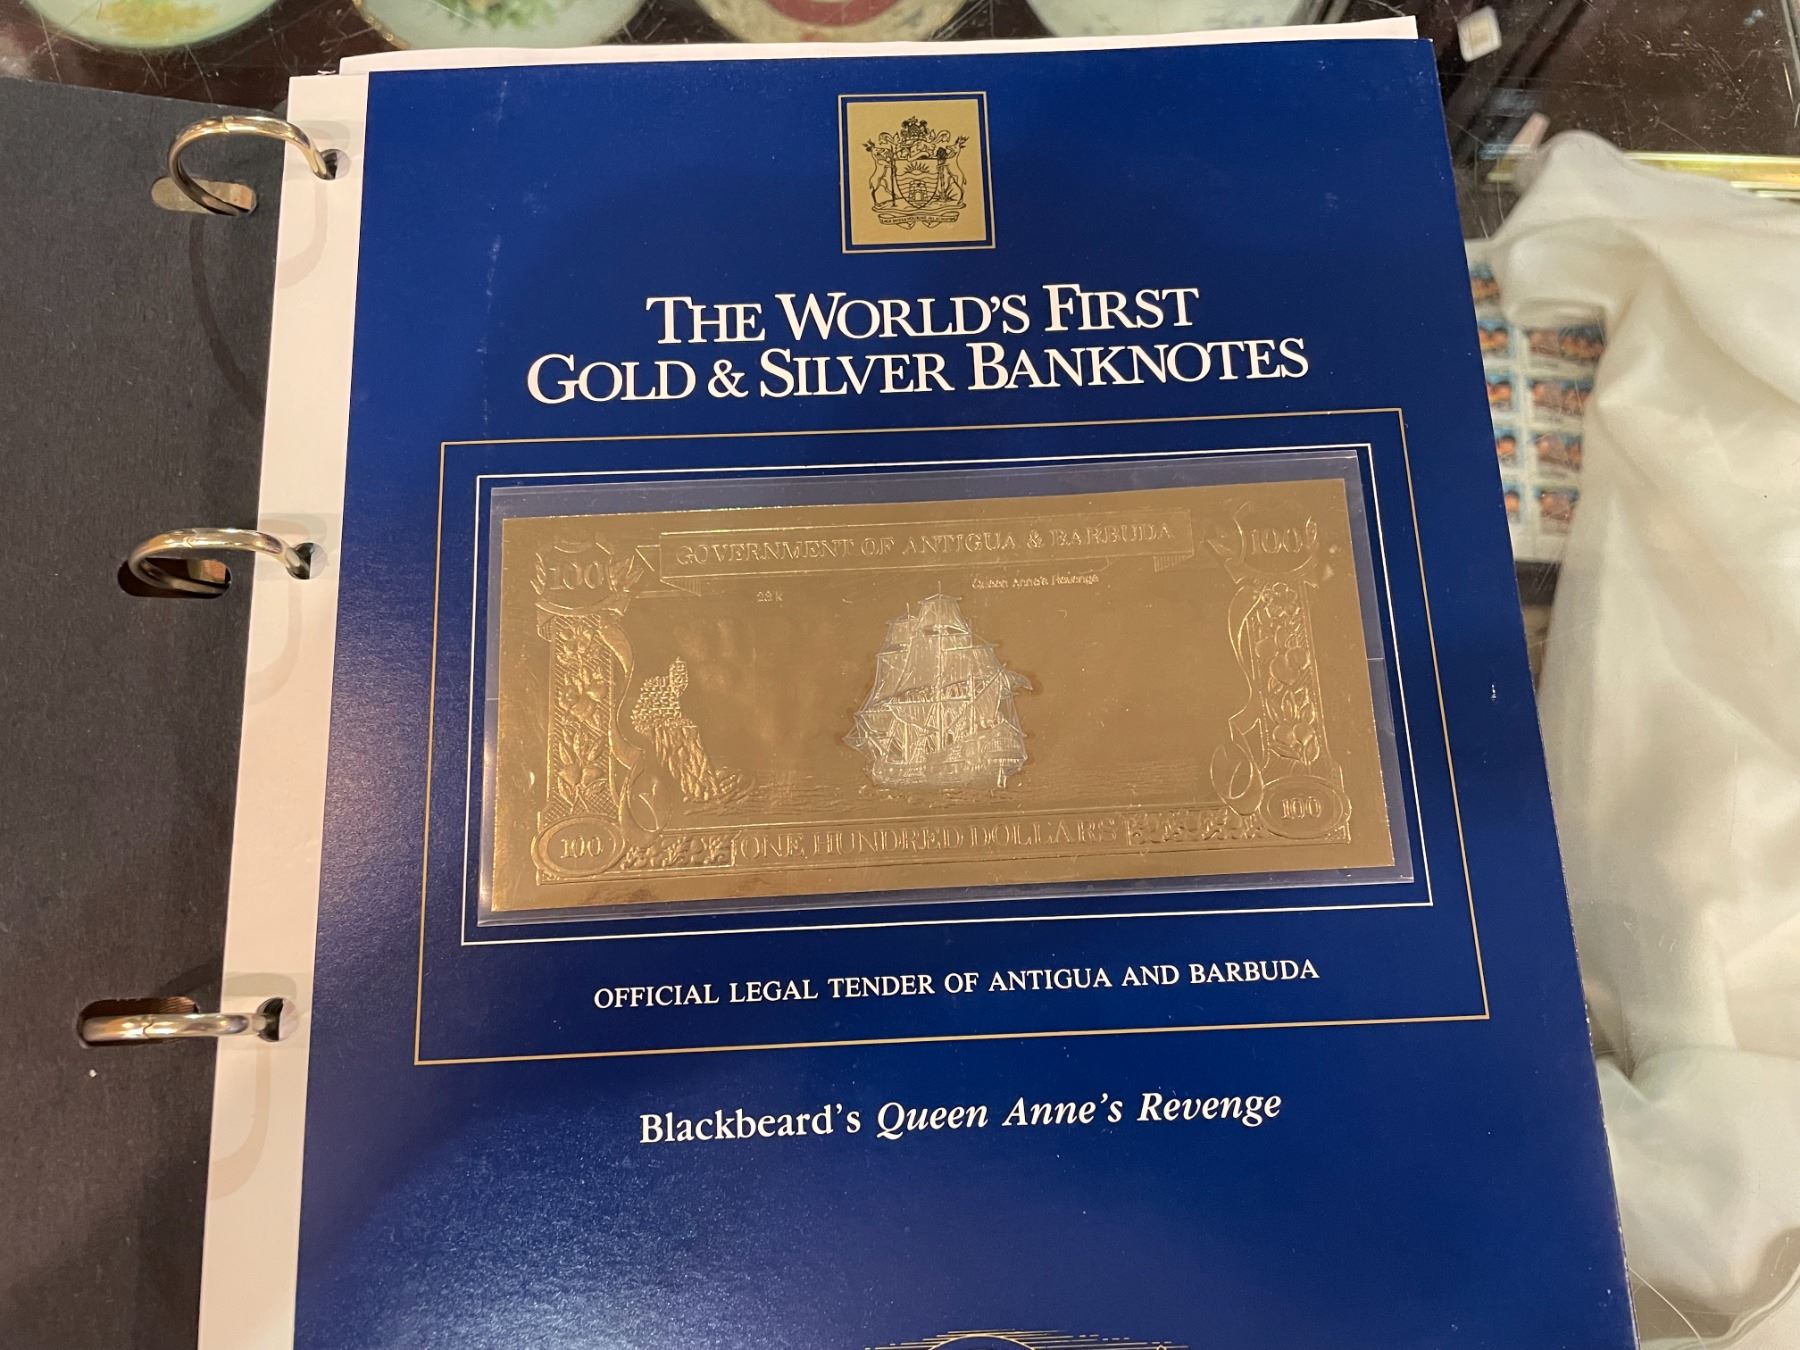 THE WORLD'S FIRST
GOLD & SILVER BANKNOTES
100
GOVERNMENT OF ANTIGUA & BARBUDA
100
Queen Anne's Revenge
100
ONE HUNDRED DOLLARS
100
OFFICIAL LEGAL TENDER OF ANTIGUA AND BARBUDA
Blackbeard's Queen Anne's Revenge